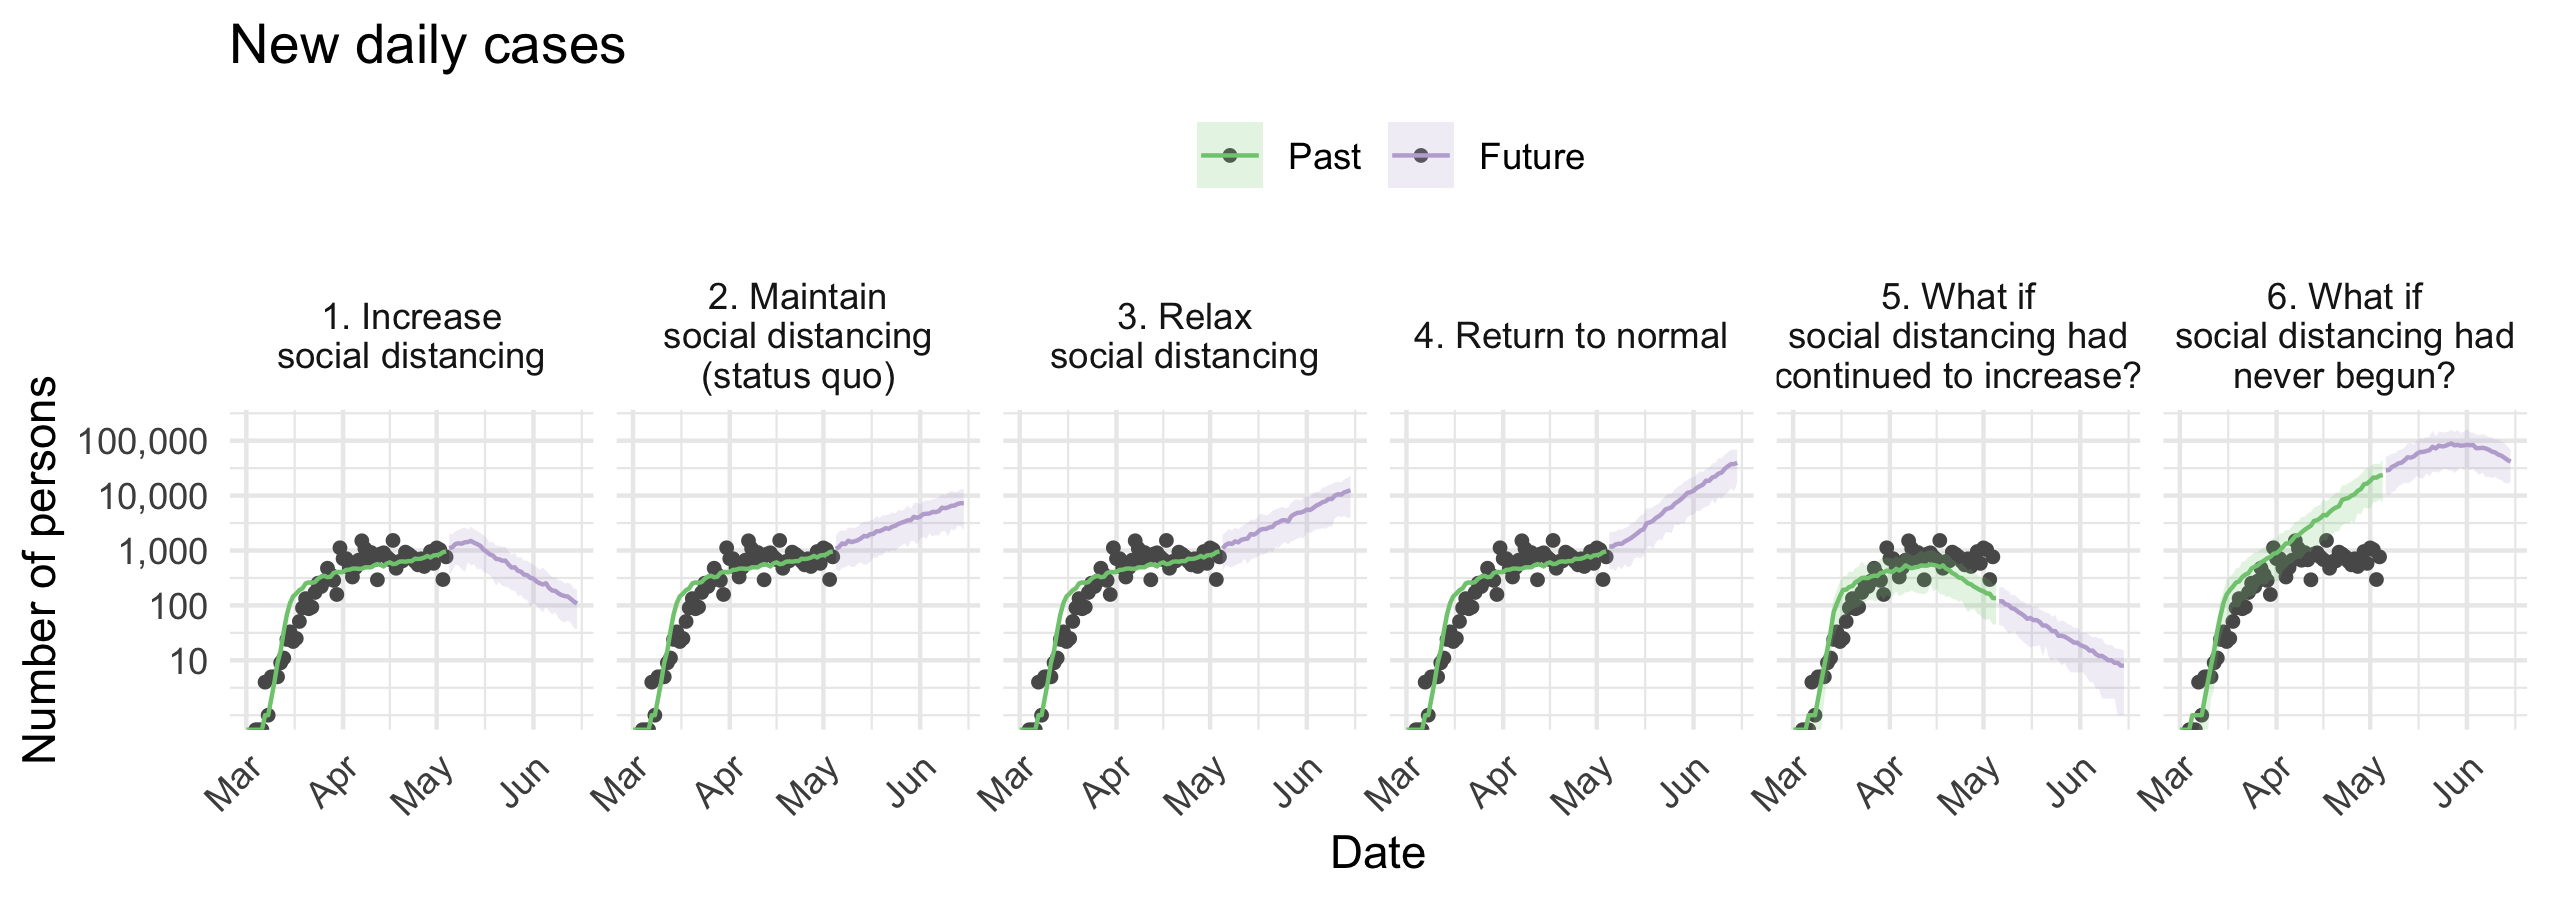 New daily cases
Past
Future
1. Increase
social distancing
2. Maintain
social distancing
(status quo)
3. Relax
social distancing
4. Return to normal
5. What if
social distancing had
continued to increase?
6. What if
social distancing had
never begun?
Number of persons
100,000
10,000
1,000
100
10
Mar Apr May Jun
Mar Apr May Jun
Mar Apr May Jun
Mar Apr May Jun
Mar Apr May Jun
Mar Apr May Jun
Date